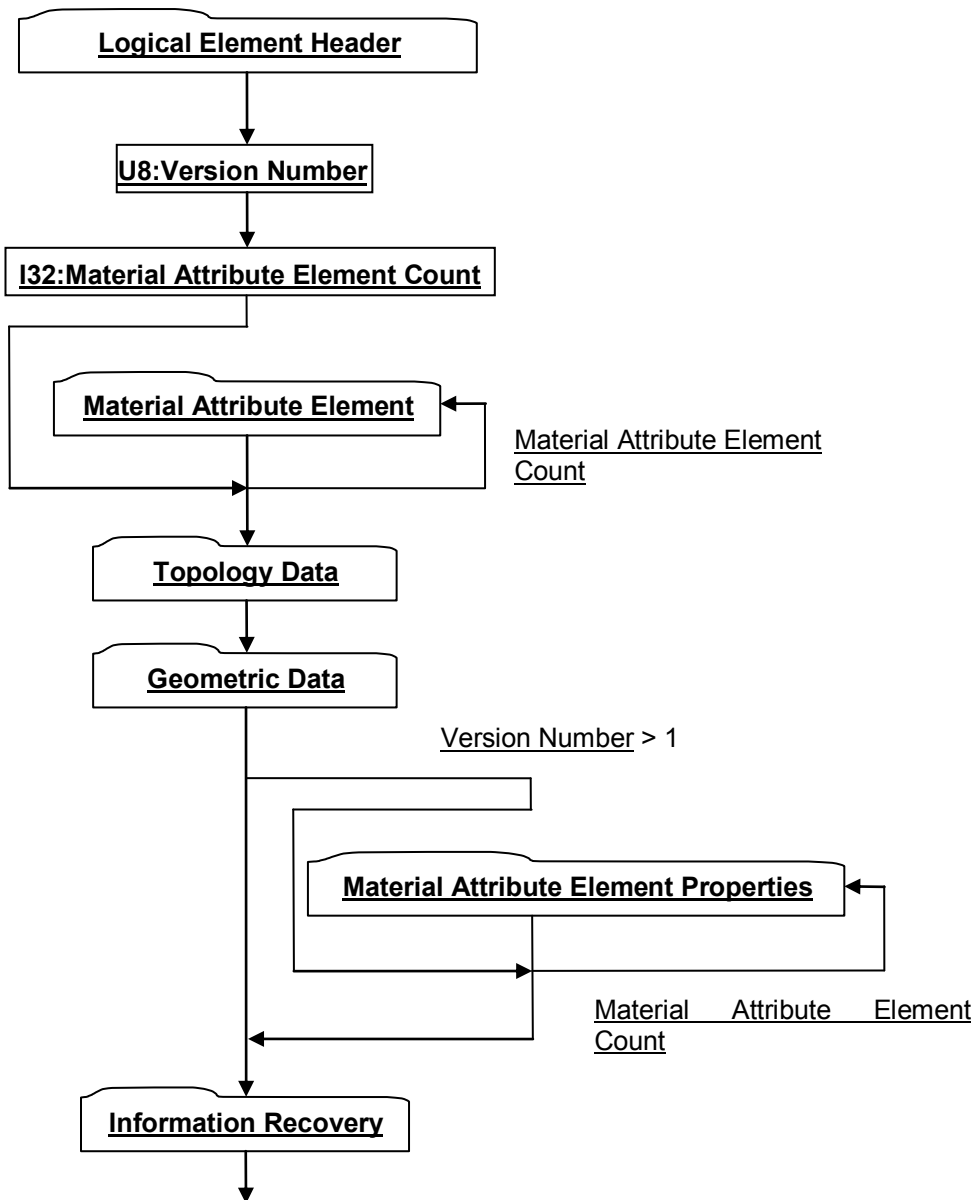 Logical Element Header
U8:Version Number
I32:Material Attribute Element Count
Material Attribute Element
Material Attribute Element
Count
Topology Data
Geometric Data
Version Number > 1
Material Attribute Element Properties
Material Attribute Element
Count
Information Recovery